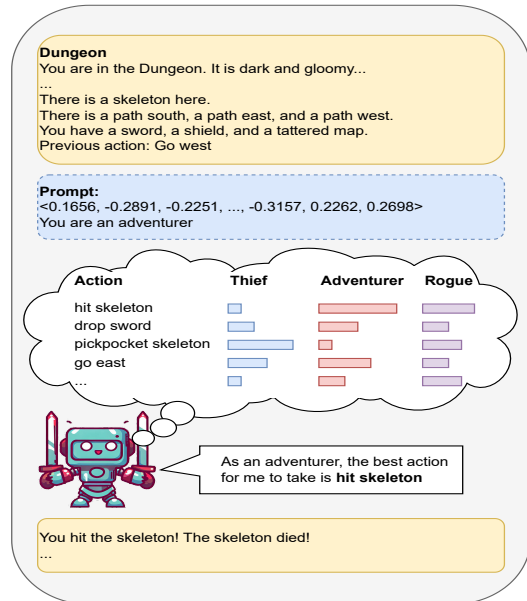 Dungeon
You are in the Dungeon. It is dark and gloomy...
...
There is a skeleton here.
There is a path south, a path east, and a path west.
You have a sword, a shield, and a tattered map.
Previous action: Go west
Prompt:
<0.1656, -0.2891, -0.2251, ..., -0.3157, 0.2262, 0.2698>
You are an adventurer
Action Thief Adventurer Rogue
hit skeleton
drop sword
pickpocket skeleton
go east
...
As an adventurer, the best action
for me to take is hit skeleton
You hit the skeleton! The skeleton died!
...